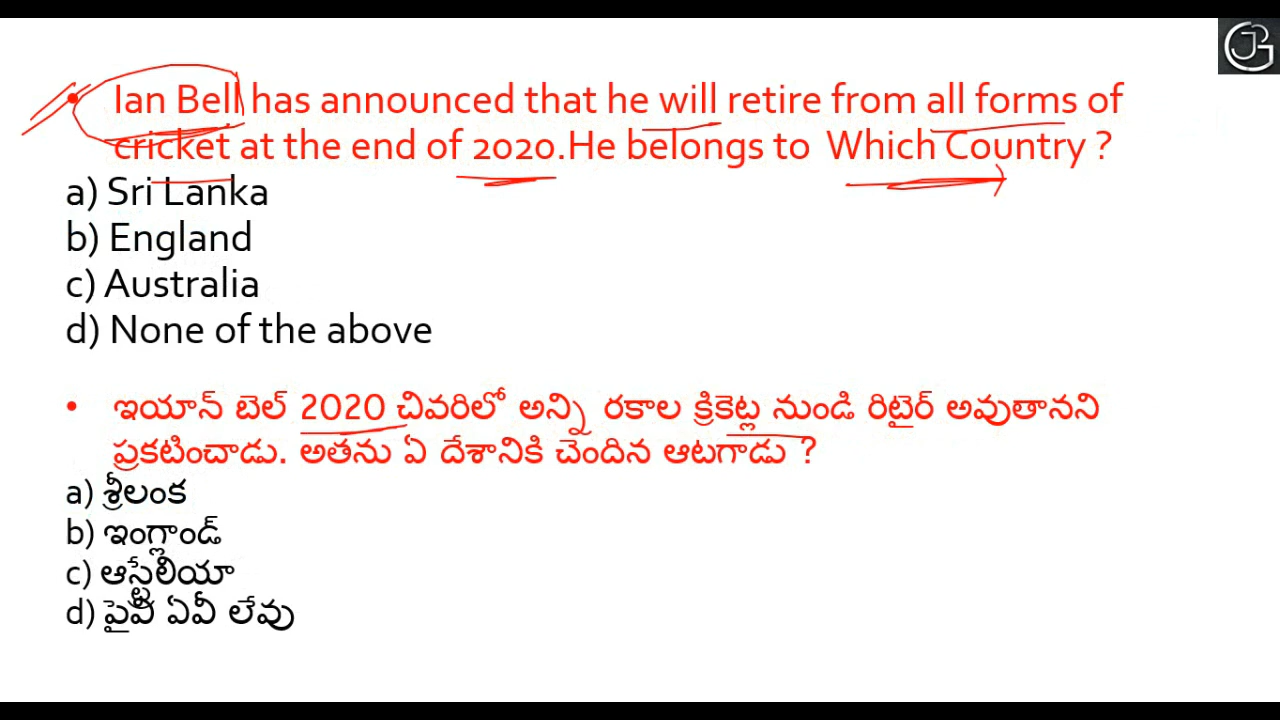 • Ian Bell has announced that he will retire from all forms of
cricket at the end of 2020.He belongs to Which Country ?
a) Sri Lanka
b) England
c) Australia
d) None of the above
• ఇయాన్ బెల్ 2020 చివరిలో అన్ని రకాల క్రికెట్ల నుండి రిటైర్ అవుతానని
ప్రకటించాడు. అతను ఏ దేశానికి చెందిన ఆటగాడు ?
a) శ్రీలంక
b) ఇంగ్లాండ్
c) ఆస్ట్రేలియా
d) పైవి ఏవీ లేవు